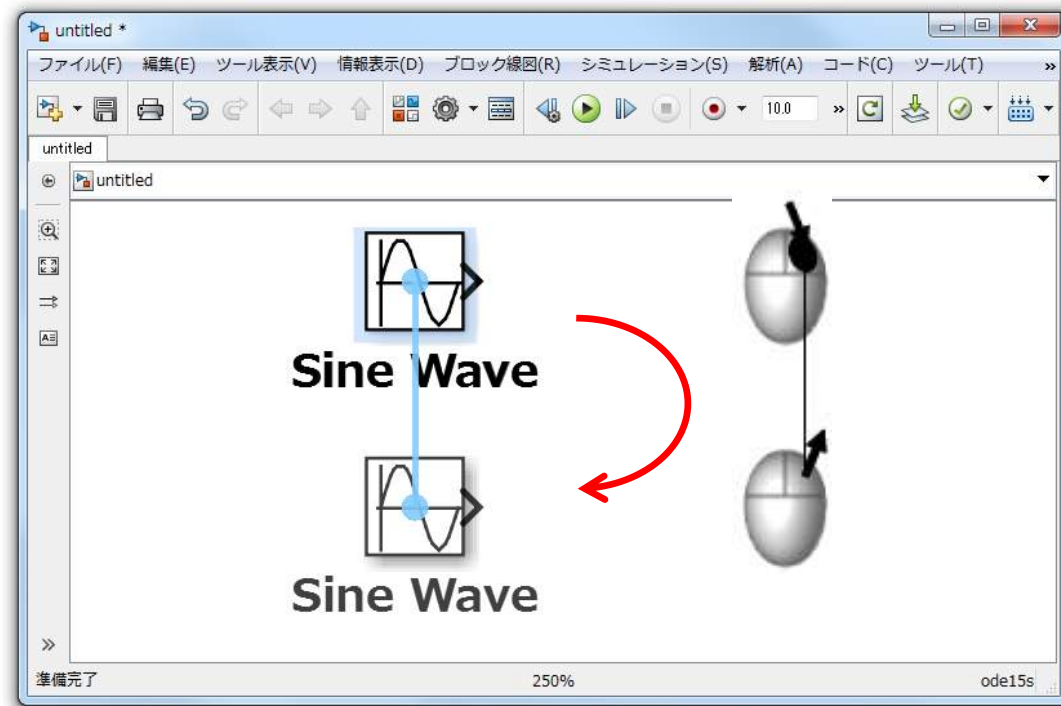 untitled *
ファイル(F) 編集(E) ツール表示(V) 情報表示(D) ブロック線図(R) シミュレーション(S) 解析(A) コード(C) ツール(T) »
10.0 »
untitled
untitled
Sine Wave
Sine Wave
»
準備完了 250% ode15s